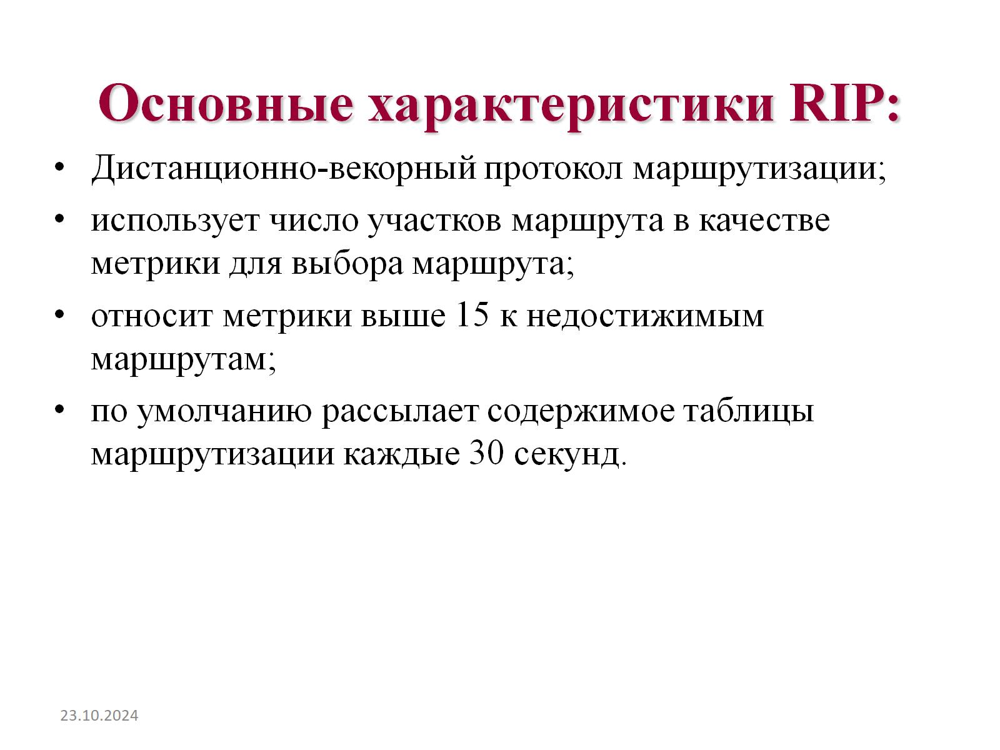 Основные характеристики RIP:
• Дистанционно-векорный протокол маршрутизации;
• использует число участков маршрута в качестве
метрики для выбора маршрута;
• относит метрики выше 15 к недостижимым
маршрутам;
• по умолчанию рассылает содержимое таблицы
маршрутизации каждые 30 секунд.
23.10.2024